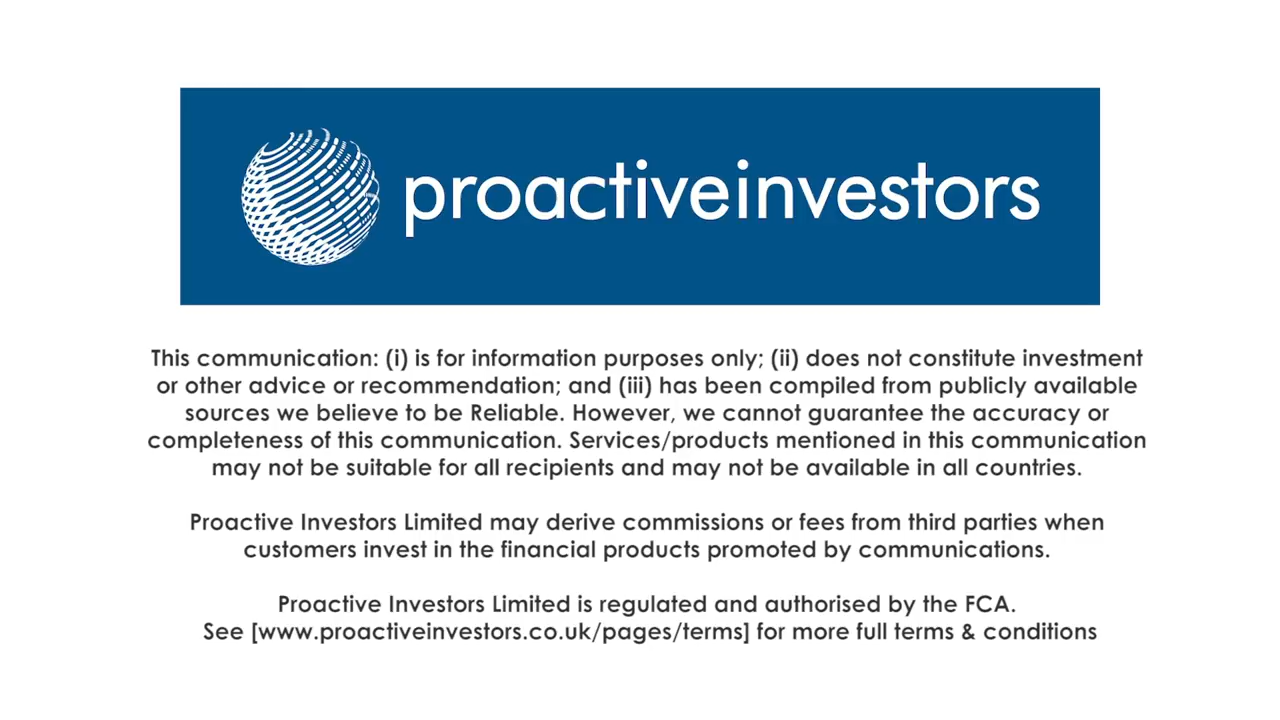 proactiveinvestors
This communication: (i) is for information purposes only; (ii) does not constitute investment
or other advice or recommendation; and (iii) has been compiled from publicly available
sources we believe to be Reliable. However, we cannot guarantee the accuracy or
completeness of this communication. Services/products mentioned in this communication
may not be suitable for all recipients and may not be available in all countries.
Proactive Investors Limited may derive commissions or fees from third parties when
customers invest in the financial products promoted by communications.
Proactive Investors Limited is regulated and authorised by the FCA.
See [www.proactiveinvestors.co.uk/pages/terms] for more full terms & conditions